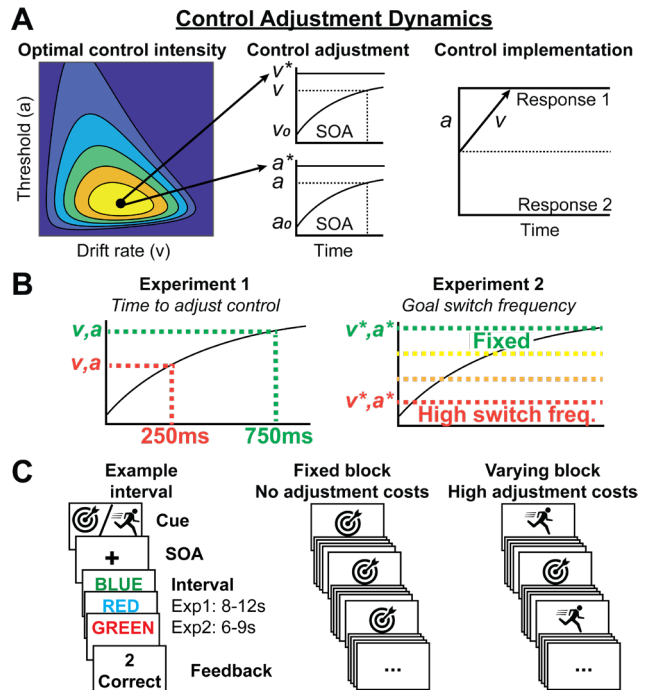 A
Control Adjustment Dynamics
Optimal control intensity
Control adjustment
Control implementation
Threshold (a)
Drift rate (v)
v*
v
v₀
SOA
a*
a
a₀
SOA
Time
a
v
Response 1
Response 2
Time
B
Experiment 1
Time to adjust control
v,a
v,a
250ms
750ms
Experiment 2
Goal switch frequency
v*,a*
Fixed
v*,a*
High switch freq.
C
Example
interval
Cue
+
SOA
BLUE
Interval
RED
Exp1: 8-12s
GREEN
Exp2: 6-9s
2
Correct
Feedback
Fixed block
No adjustment costs
...
Varying block
High adjustment costs
...